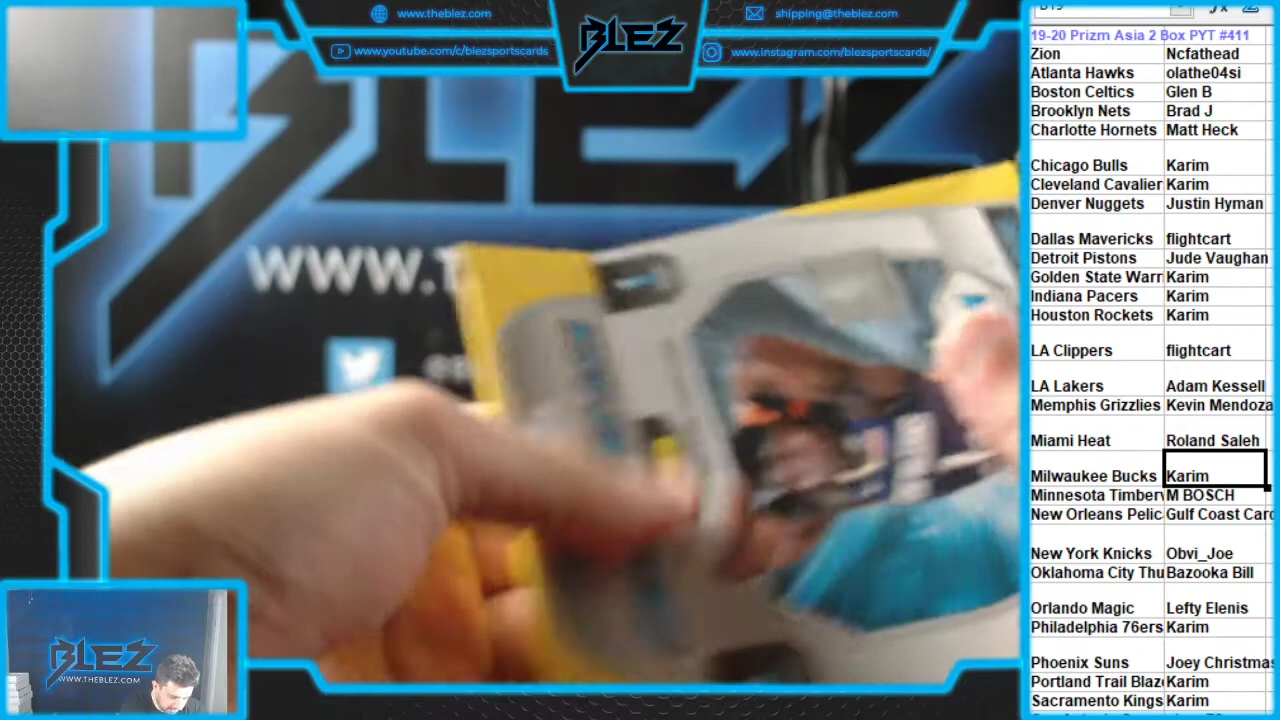 www.theblez.com
BLEZ
shipping@theblez.com
www.youtube.com/c/blezsportscards
www.instagram.com/blezsportscards/
BLEZ
WWW.T
19-20 Prizm Asia 2 Box PYT #411
Zion Ncfathead
Atlanta Hawks olathe04si
Boston Celtics Glen B
Brooklyn Nets Brad J
Charlotte Hornets Matt Heck
Chicago Bulls Karim
Cleveland Cavalier Karim
Denver Nuggets Justin Hyman
Dallas Mavericks flightcart
Detroit Pistons Jude Vaughan
Golden State Warr Karim
Indiana Pacers Karim
Houston Rockets Karim
LA Clippers flightcart
LA Lakers Adam Kessell
Memphis Grizzlies Kevin Mendoza
Miami Heat Roland Saleh
Milwaukee Bucks Karim
Minnesota Timberv M BOSCH
New Orleans Pelic Gulf Coast Card
New York Knicks Obvi_Joe
Oklahoma City Thu Bazooka Bill
Orlando Magic Lefty Elenis
Philadelphia 76ers Karim
Phoenix Suns Joey Christmas
Portland Trail Blaz Karim
Sacramento Kings Karim
BLEZ
WWW.THEBLEZ.COM